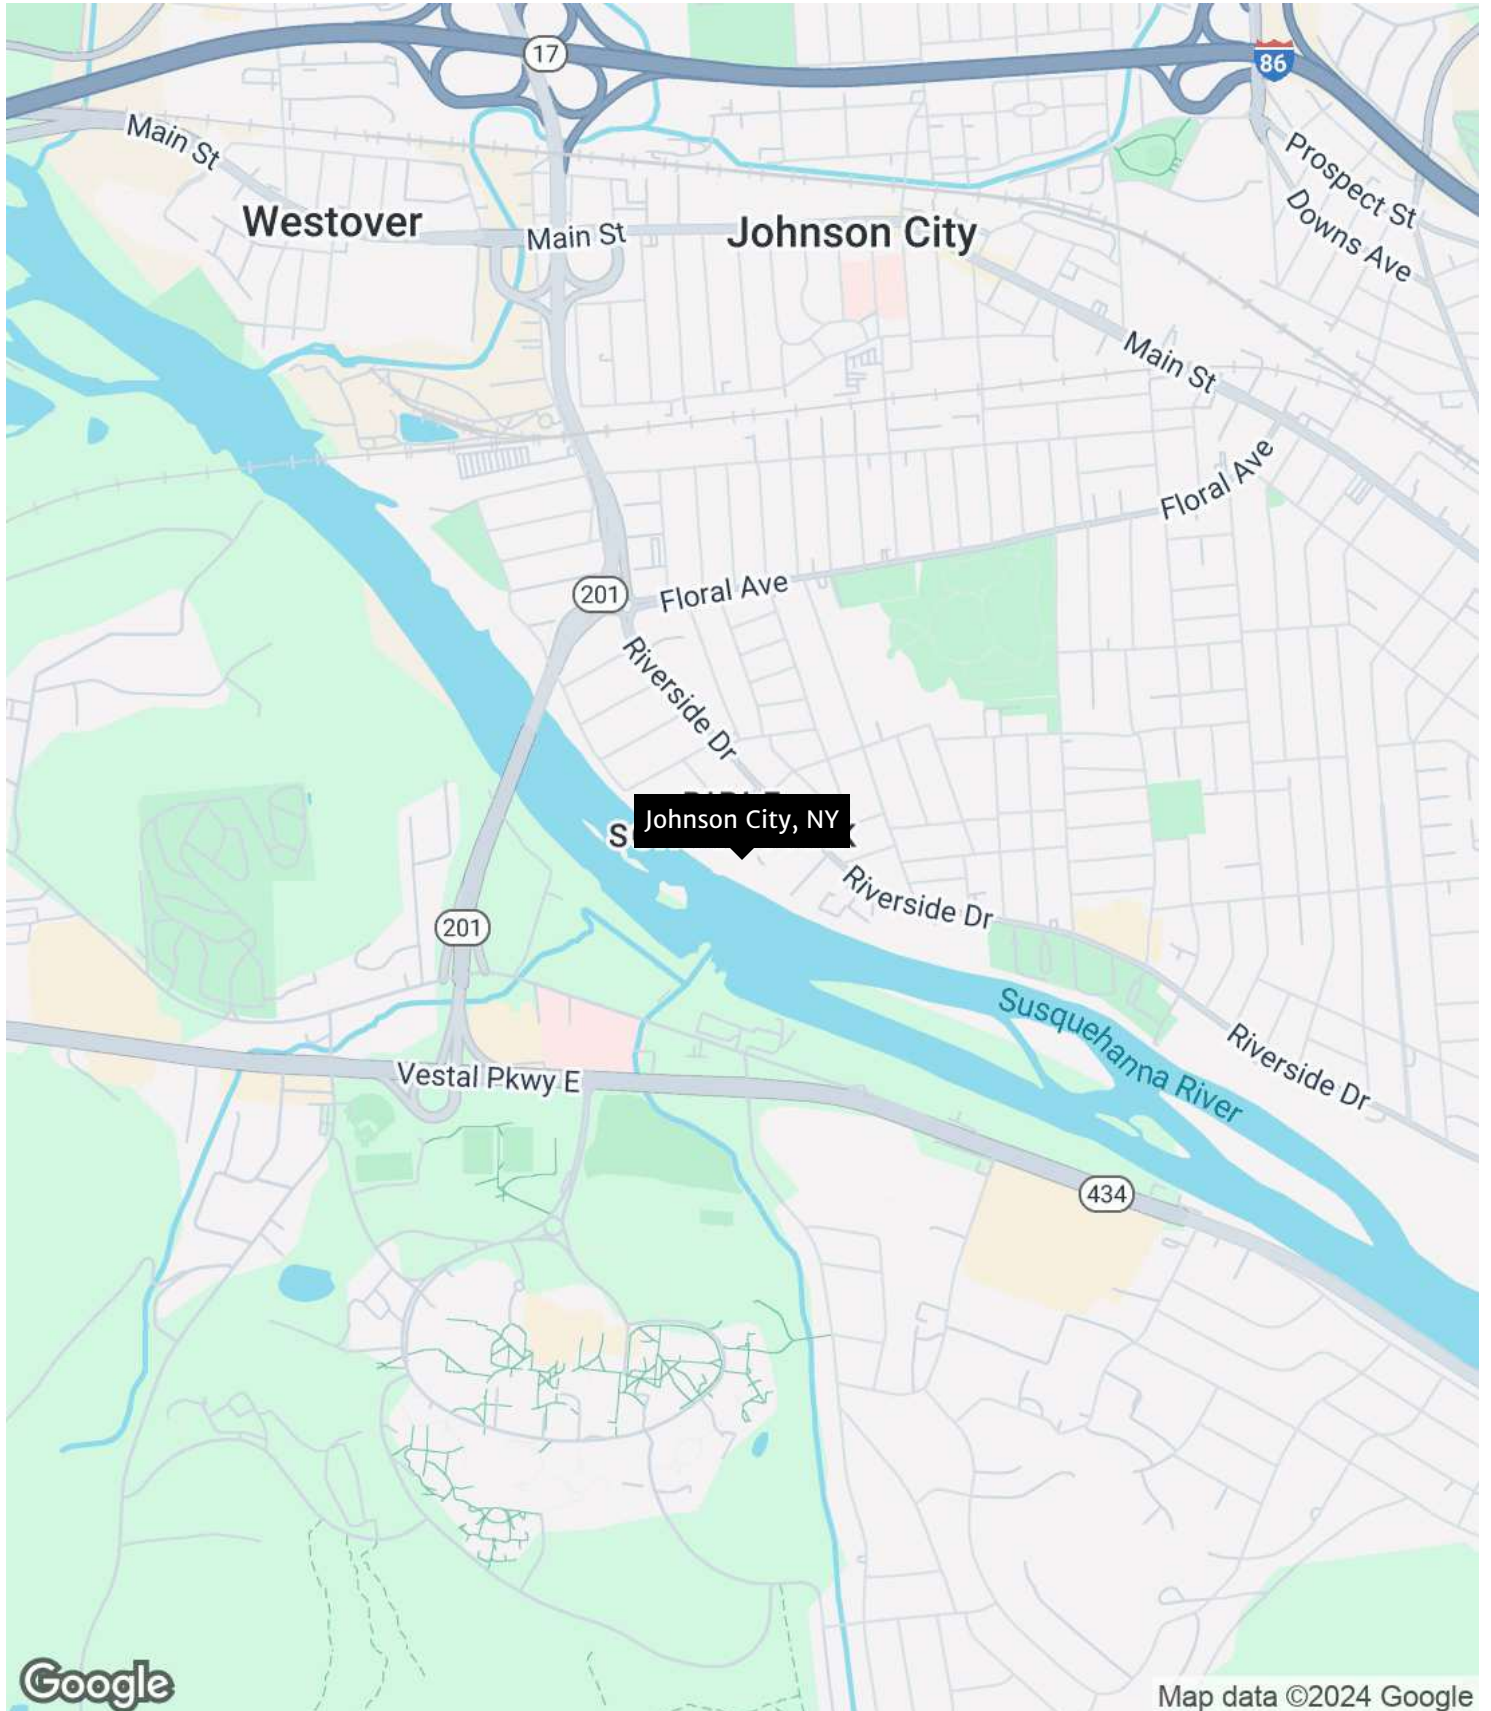 17
86
Main St
Prospect St
Westover
Main St
Johnson City
Downs Ave
Main St
Floral Ave
201
Floral Ave
Riverside Dr
Johnson City, NY
Riverside Dr
201
Susquehanna River
Riverside Dr
Vestal Pkwy E
434
Google
Map data ©2024 Google